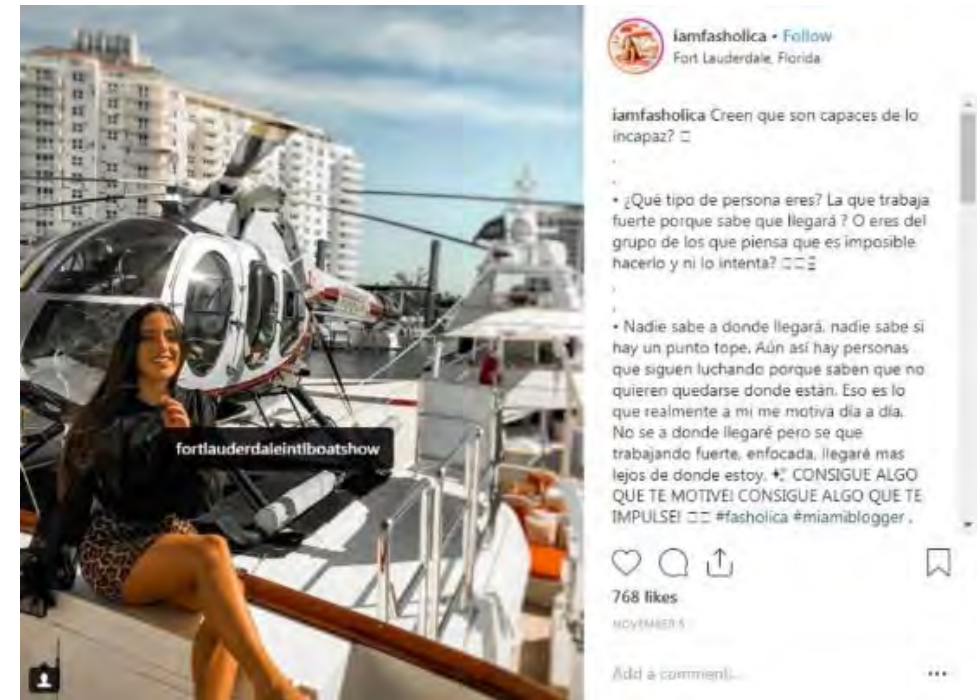 iamfasholica • Follow
Fort Lauderdale, Florida
iamfasholica Creen que son capaces de lo
incapaz?
.
.
• ¿Qué tipo de persona eres? La que trabaja
fuerte porque sabe que llegará ? O eres del
grupo de los que piensa que es imposible
hacerlo y ni lo intenta?
.
.
• Nadie sabe a donde llegará, nadie sabe si
hay un punto tope. Aún así hay personas
que siguen luchando porque saben que no
quieren quedarse donde están. Eso es lo
que realmente a mi me motiva día a día.
No se a donde llegaré pero se que
trabajando fuerte, enfocada, llegaré mas
lejos de donde estoy. ✨ CONSIGUE ALGO
QUE TE MOTIVE! CONSIGUE ALGO QUE TE
IMPULSE! #fasholica #miamiblogger .
fortlauderdaleintlboatshow
768 likes
NOVEMBER 5
Add a comment...